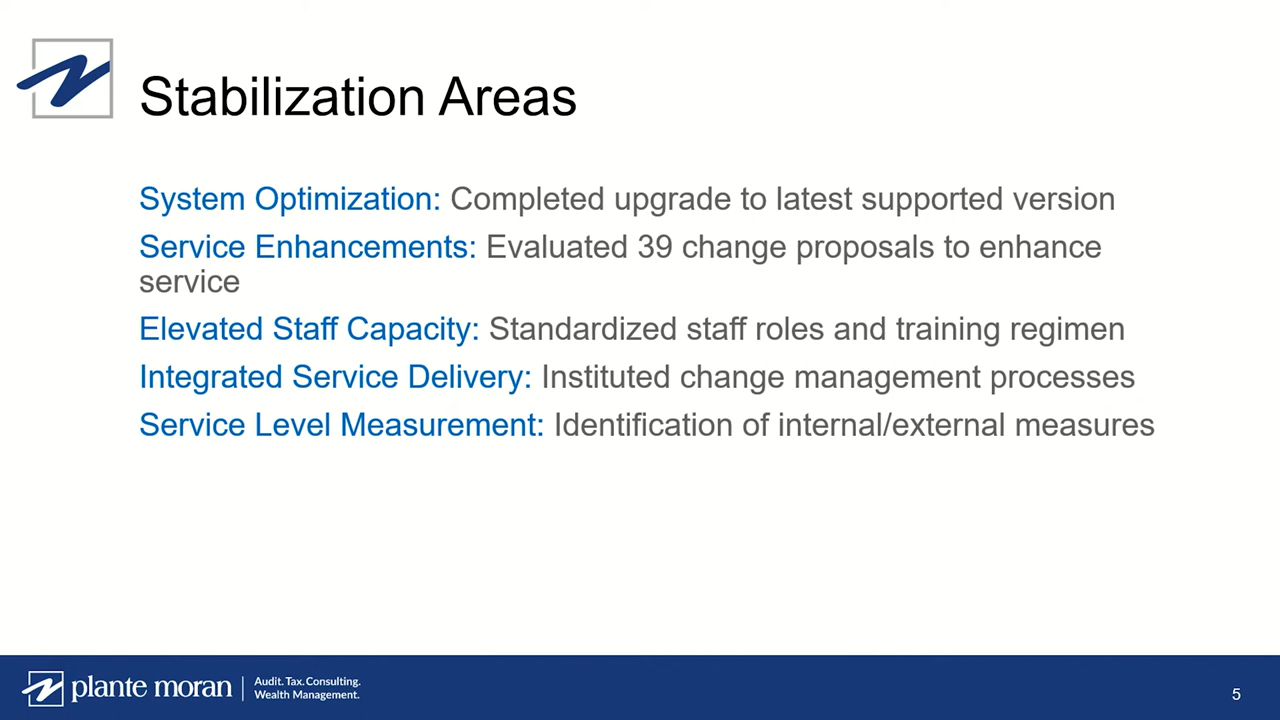 Stabilization Areas
System Optimization: Completed upgrade to latest supported version
Service Enhancements: Evaluated 39 change proposals to enhance
service
Elevated Staff Capacity: Standardized staff roles and training regimen
Integrated Service Delivery: Instituted change management processes
Service Level Measurement: Identification of internal/external measures
plante moran
Audit. Tax. Consulting.
Wealth Management.
5